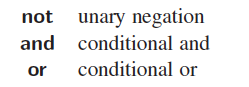 not unary negation
and conditional and
or conditional or